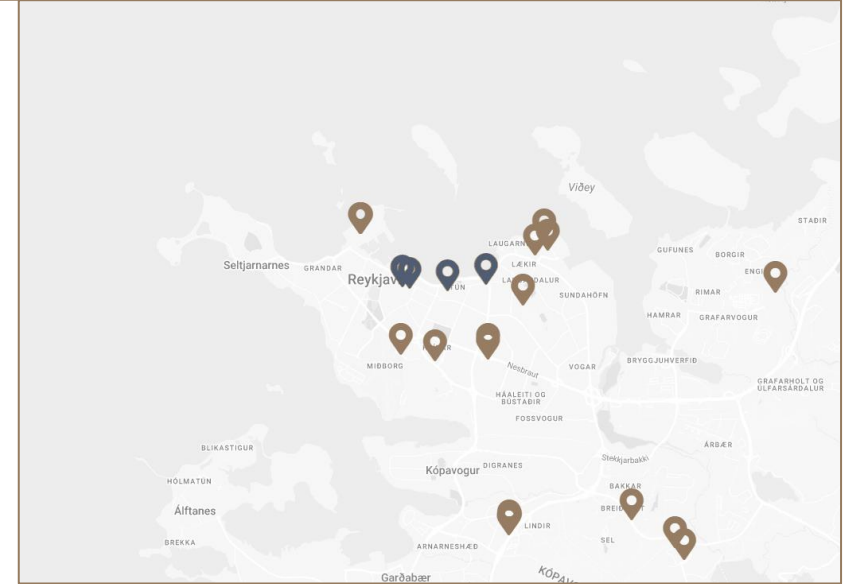 Viðey
STAÐIR
LAUGARN
GUFUNES
BORGIR
Seltjarnarnes
GRANDAR
LÆKIR
ENGI
Reykjav
TÚN
DALUR
SUNDAHÖFN
RIMAR
HAMRAR
GRAFARVOGUR
MIÐBORG
Nesbraut
VOGAR
BRYGGJUHVERFIÐ
GRAFARHOLT OG
ÚLFARSÁRDALUR
HÁALEITI OG
BÚSTAÐIR
FOSSVOGUR
BLIKASTIGUR
ÁRBÆR
Stekkjarbakki
Kópavogur
DIGRANES
HÓLMATÚN
BAKKAR
Álftanes
BREIÐ
LINDIR
BREKKA
ARNARNESHÆÐ
SEL
Garðabær
KÓPAV